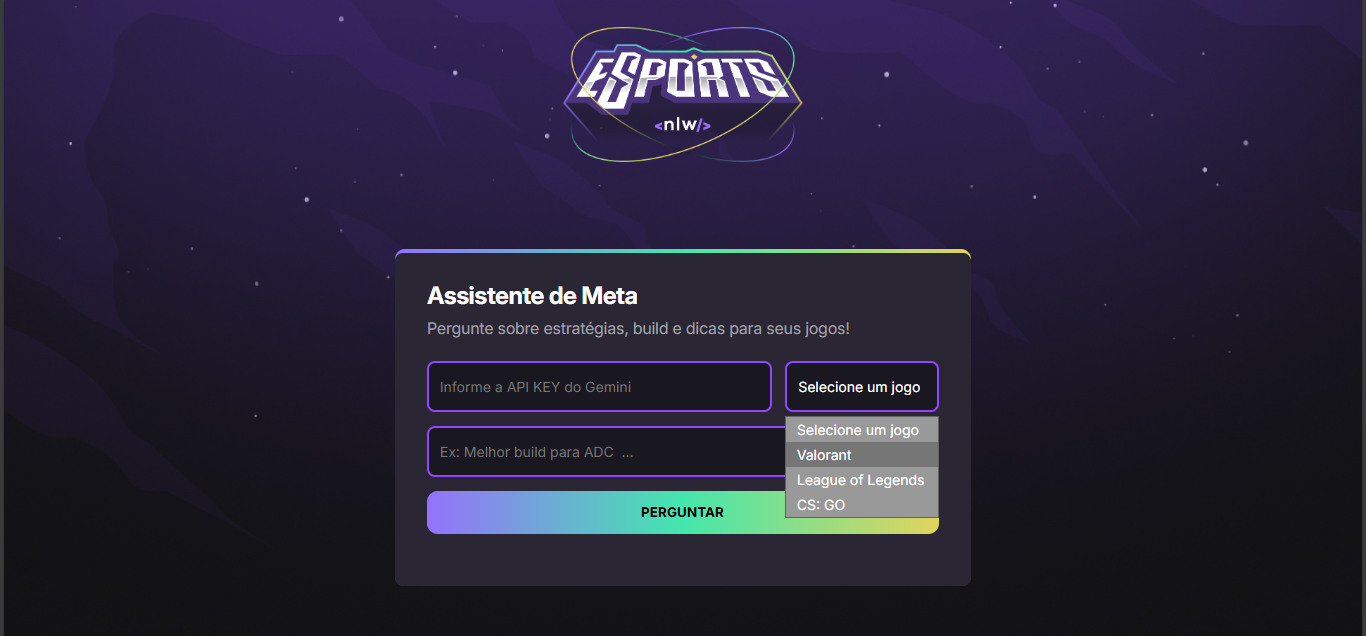 ESPORTS
<nlw/>
Assistente de Meta
Pergunte sobre estratégias, build e dicas para seus jogos!
Informe a API KEY do Gemini
Selecione um jogo
Ex: Melhor build para ADC ...
Selecione um jogo
Valorant
League of Legends
CS: GO
PERGUNTAR